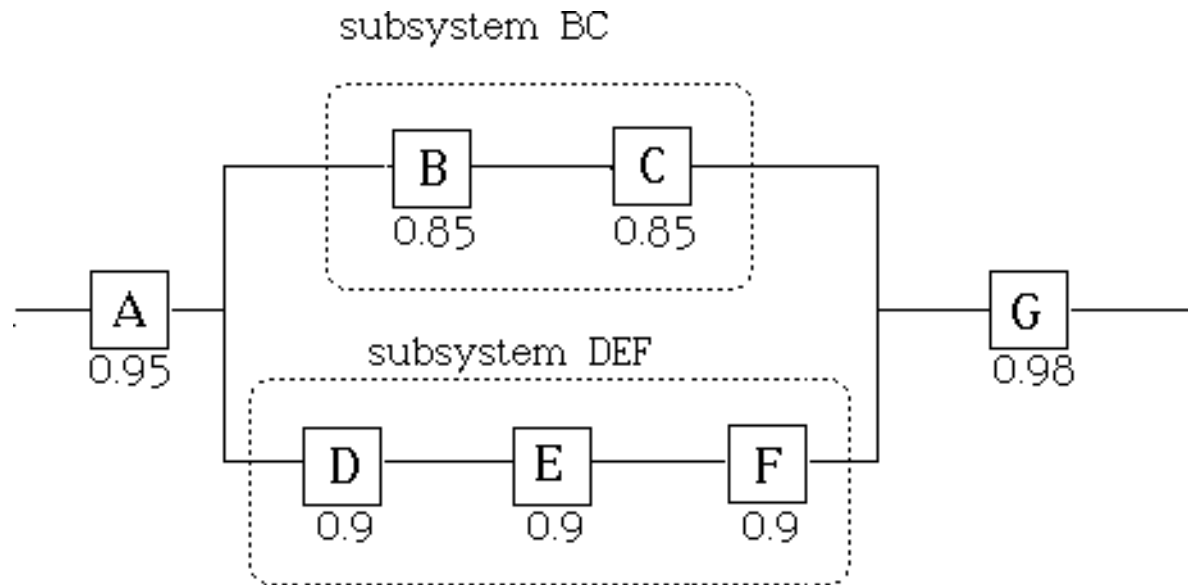 subsystem BC
B C
0.85 0.85
A G
0.95 0.98
subsystem DEF
D E F
0.9 0.9 0.9